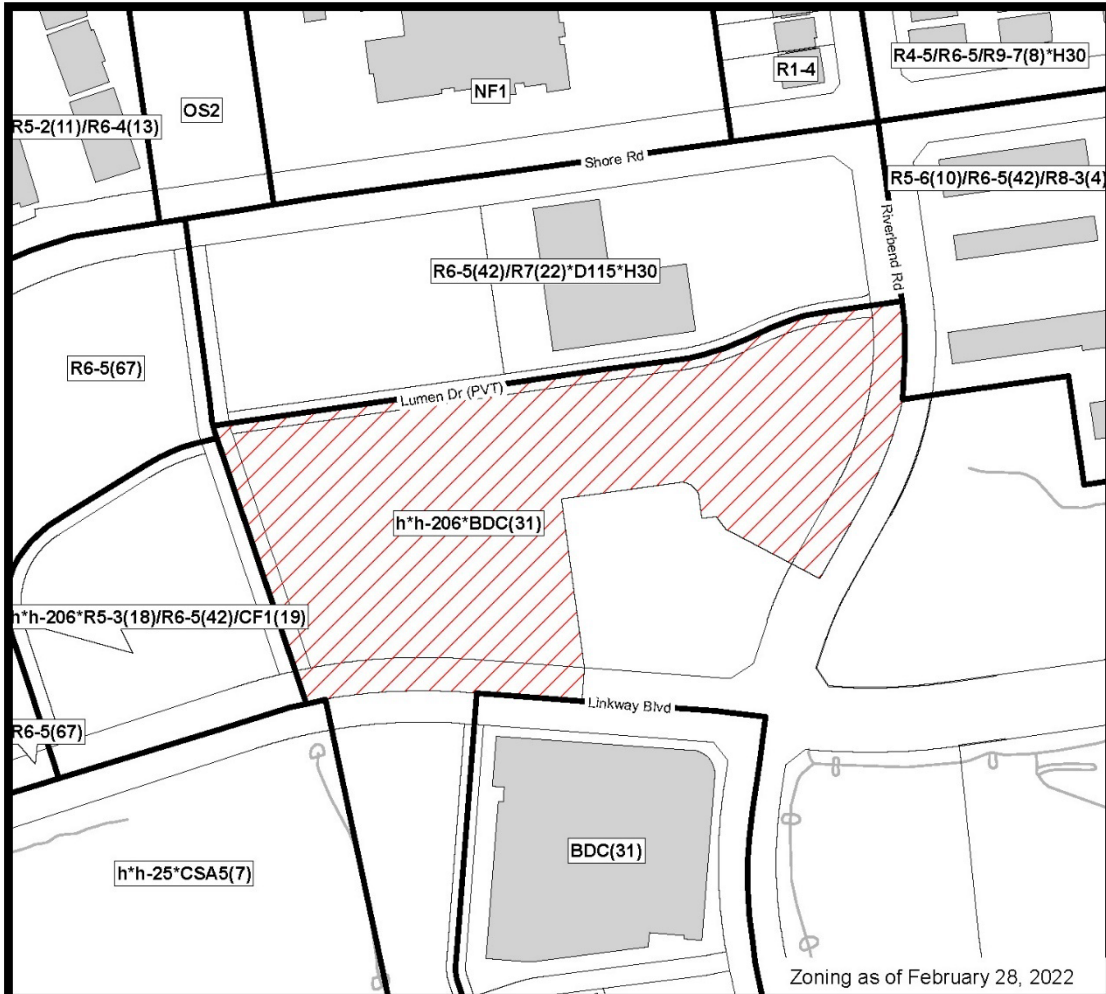 R4-5/R6-5/R9-7(8)*H30
R1-4
NF1
OS2
R5-2(11)/R6-4(13)
Shore Rd
R5-6(10)/R6-5(42)/R8-3(4)
Riverbend Rd
R6-5(42)/R7(22)*D115*H30
R6-5(67)
Lumen Dr (PVT)
h*h-206*BDC(31)
h*h-206*R5-3(18)/R6-5(42)/CF1(19)
Linkway Blvd
R6-5(67)
BDC(31)
h*h-25*CSA5(7)
Zoning as of February 28, 2022